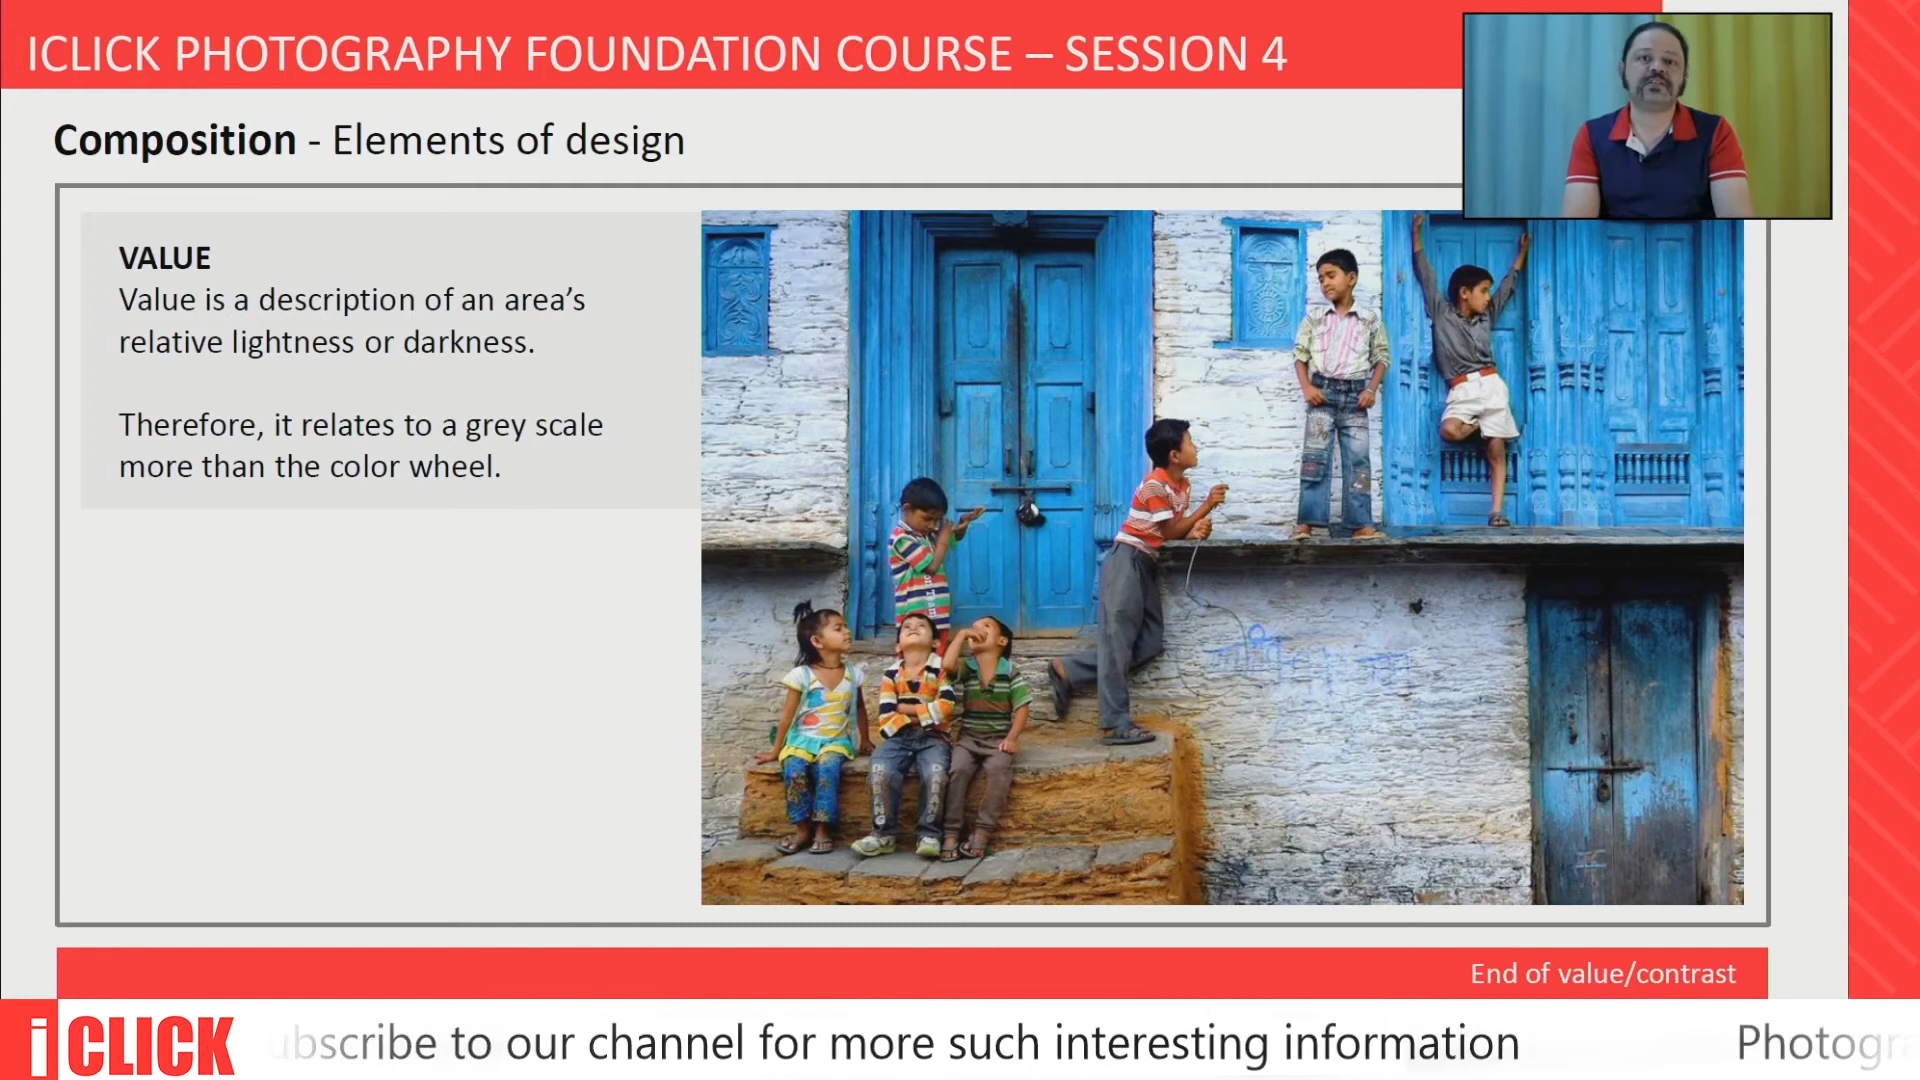 ICLICK PHOTOGRAPHY FOUNDATION COURSE – SESSION 4
Composition - Elements of design
VALUE
Value is a description of an area’s
relative lightness or darkness.
Therefore, it relates to a grey scale
more than the color wheel.
End of value/contrast
iCLICK
ubscribe to our channel for more such interesting information
Photogr